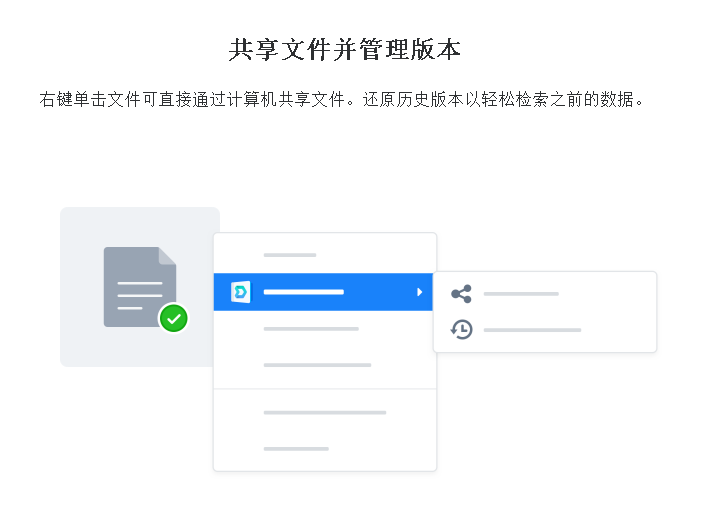 共享文件并管理版本
右键单击文件可直接通过计算机共享文件。还原历史版本以轻松检索之前的数据。